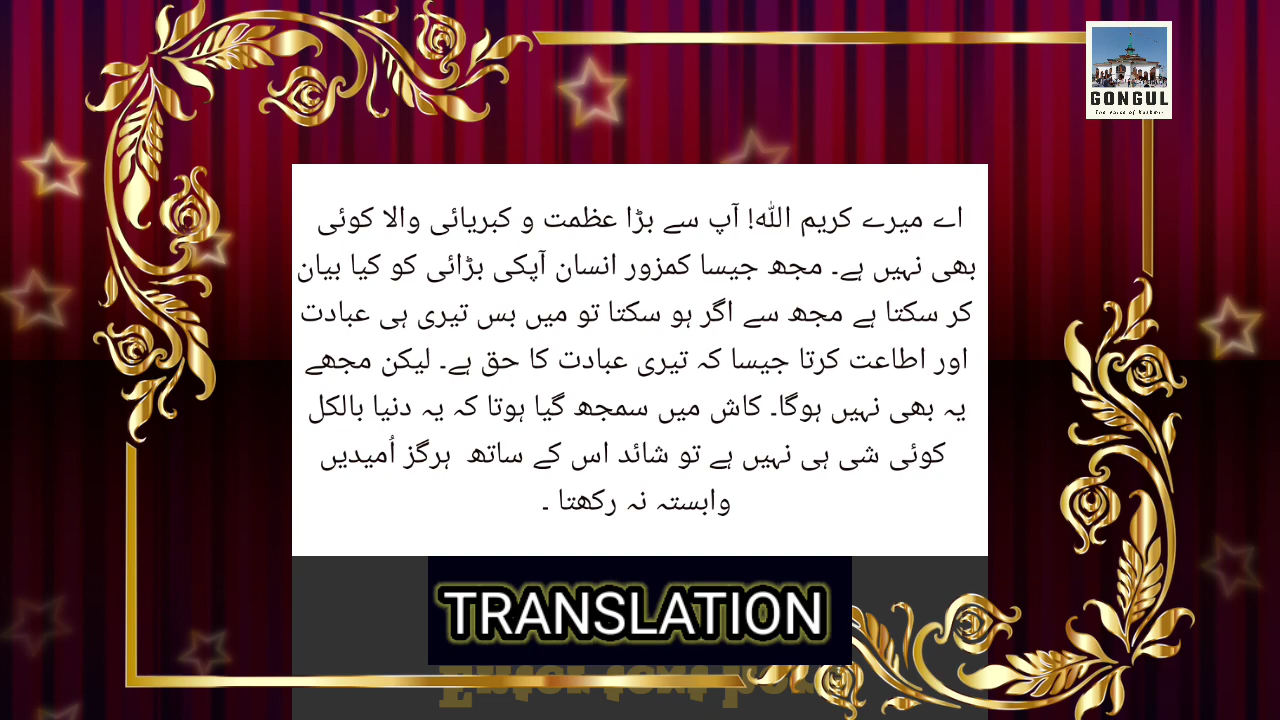 GONGUL
The voice of Kashmir
اے میرے کریم اللہ! آپ سے بڑا عظمت و کبریائی والا کوئی
بھی نہیں ہے۔ مجھ جیسا کمزور انسان آپکی بڑائی کو کیا بیان
کر سکتا ہے مجھ سے اگر ہو سکتا تو میں بس تیری ہی عبادت
اور اطاعت کرتا جیسا کہ تیری عبادت کا حق ہے۔ لیکن مجھے
یہ بھی نہیں ہوگا۔ کاش میں سمجھ گیا ہوتا کہ یہ دنیا بالکل
کوئی شی ہی نہیں ہے تو شائد اس کے ساتھ ہرگز اُمیدیں
وابستہ نہ رکھتا ۔
TRANSLATION